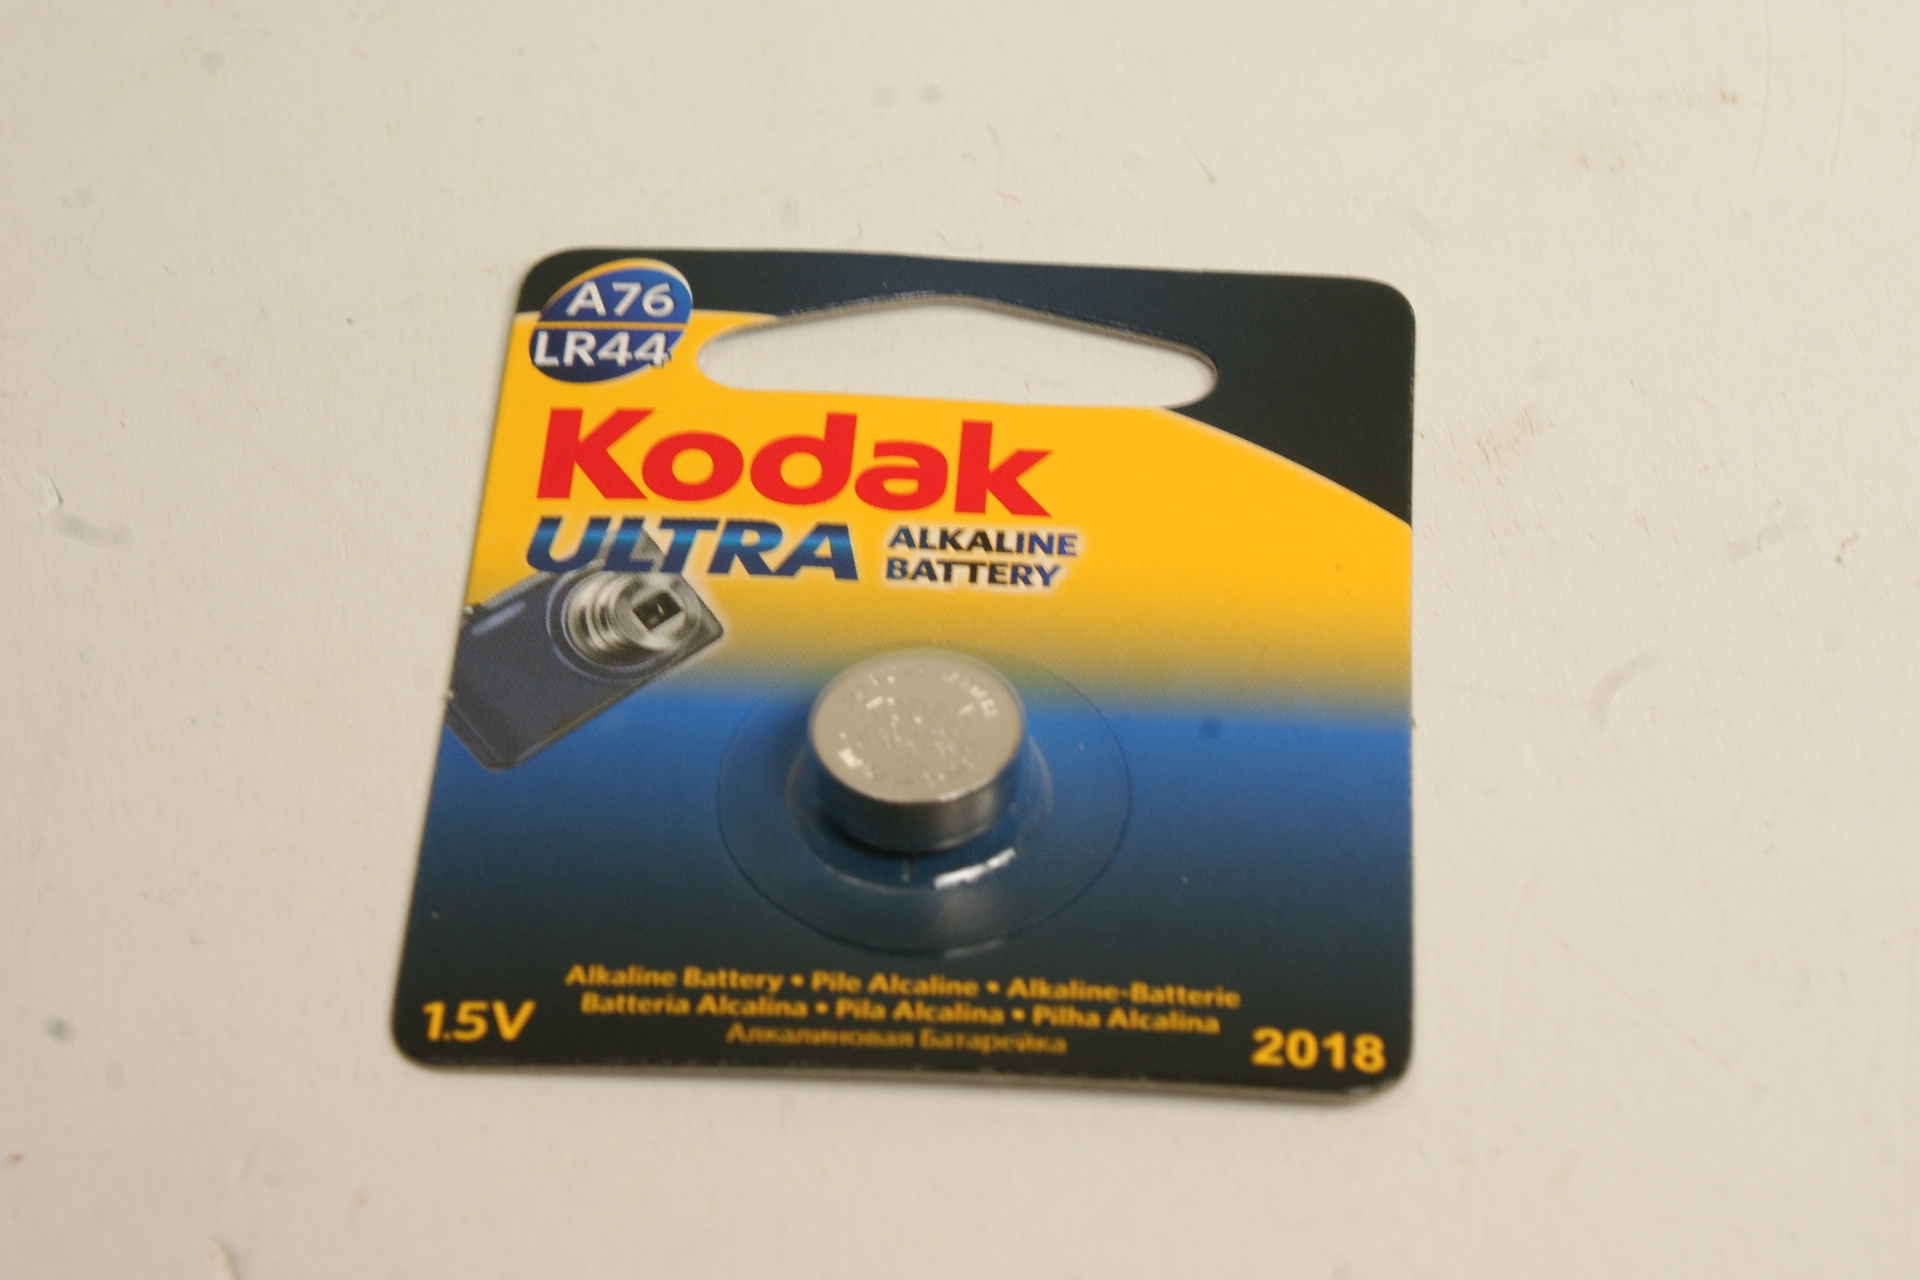 A76
LR44
Kodak
ULTRA ALKALINE
BATTERY
Alkaline Battery • Pile Alcaline • Alkaline-Batterie
Batteria Alcalina • Pila Alcalina • Pilha Alcalina
Алкалиновая Батарейка
1.5V
2018